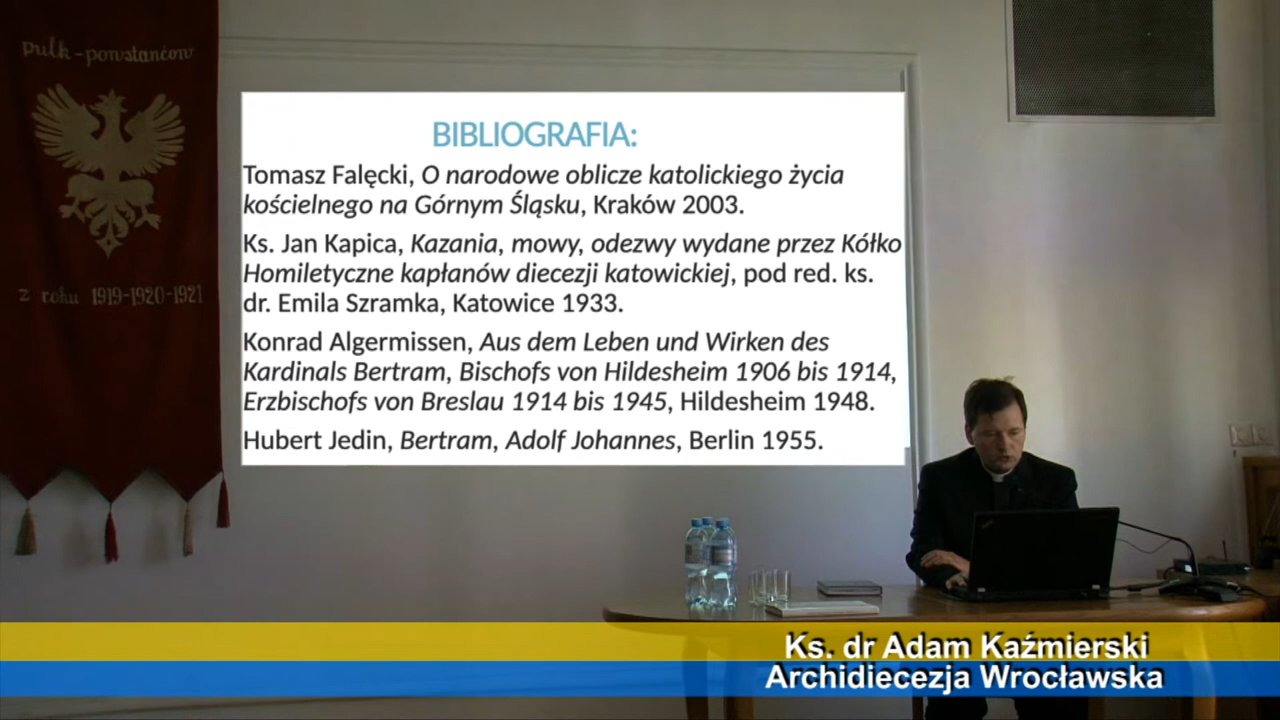 pułk-powstańców
z roku 1919-1920-1921
BIBLIOGRAFIA:
Tomasz Falęcki, O narodowe oblicze katolickiego życia
kościelnego na Górnym Śląsku, Kraków 2003.
Ks. Jan Kapica, Kazania, mowy, odezwy wydane przez Kółko
Homiletyczne kapłanów diecezji katowickiej, pod red. ks.
dr. Emila Szramka, Katowice 1933.
Konrad Algermissen, Aus dem Leben und Wirken des
Kardinals Bertram, Bischofs von Hildesheim 1906 bis 1914,
Erzbischofs von Breslau 1914 bis 1945, Hildesheim 1948.
Hubert Jedin, Bertram, Adolf Johannes, Berlin 1955.
Ks. dr Adam Kaźmierski
Archidiecezja Wrocławska